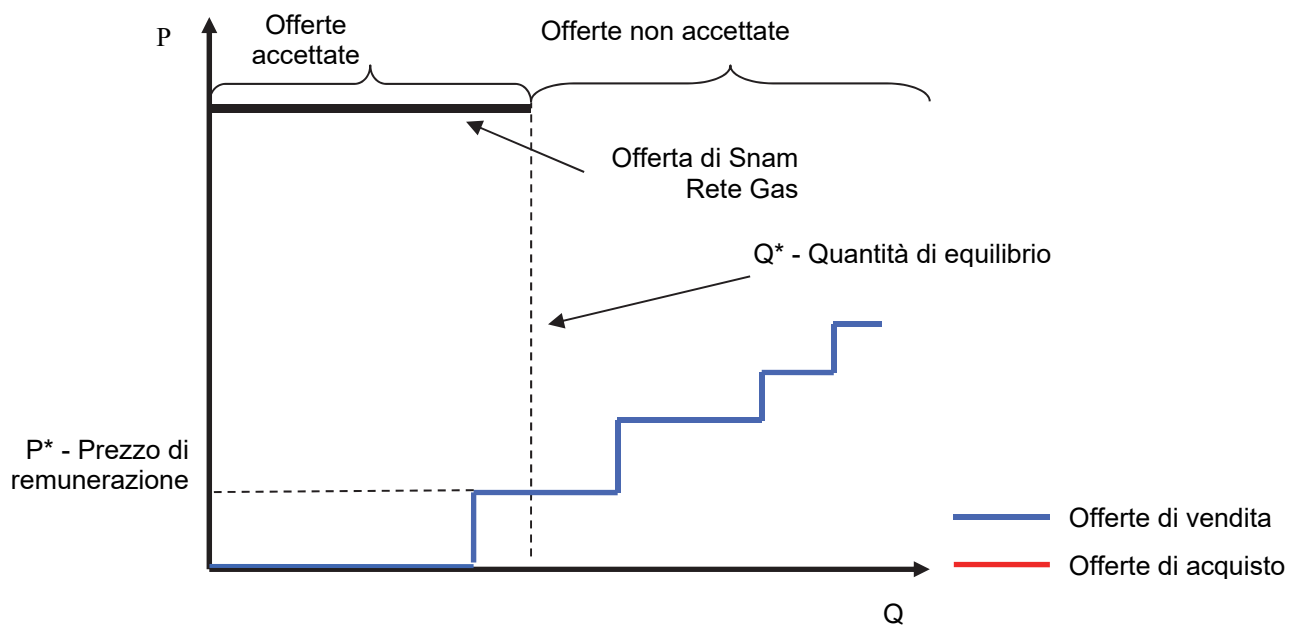 P
Offerte
accettate
Offerte non accettate
Offerta di Snam
Rete Gas
Q* - Quantità di equilibrio
P* - Prezzo di
remunerazione
Offerte di vendita
Offerte di acquisto
Q